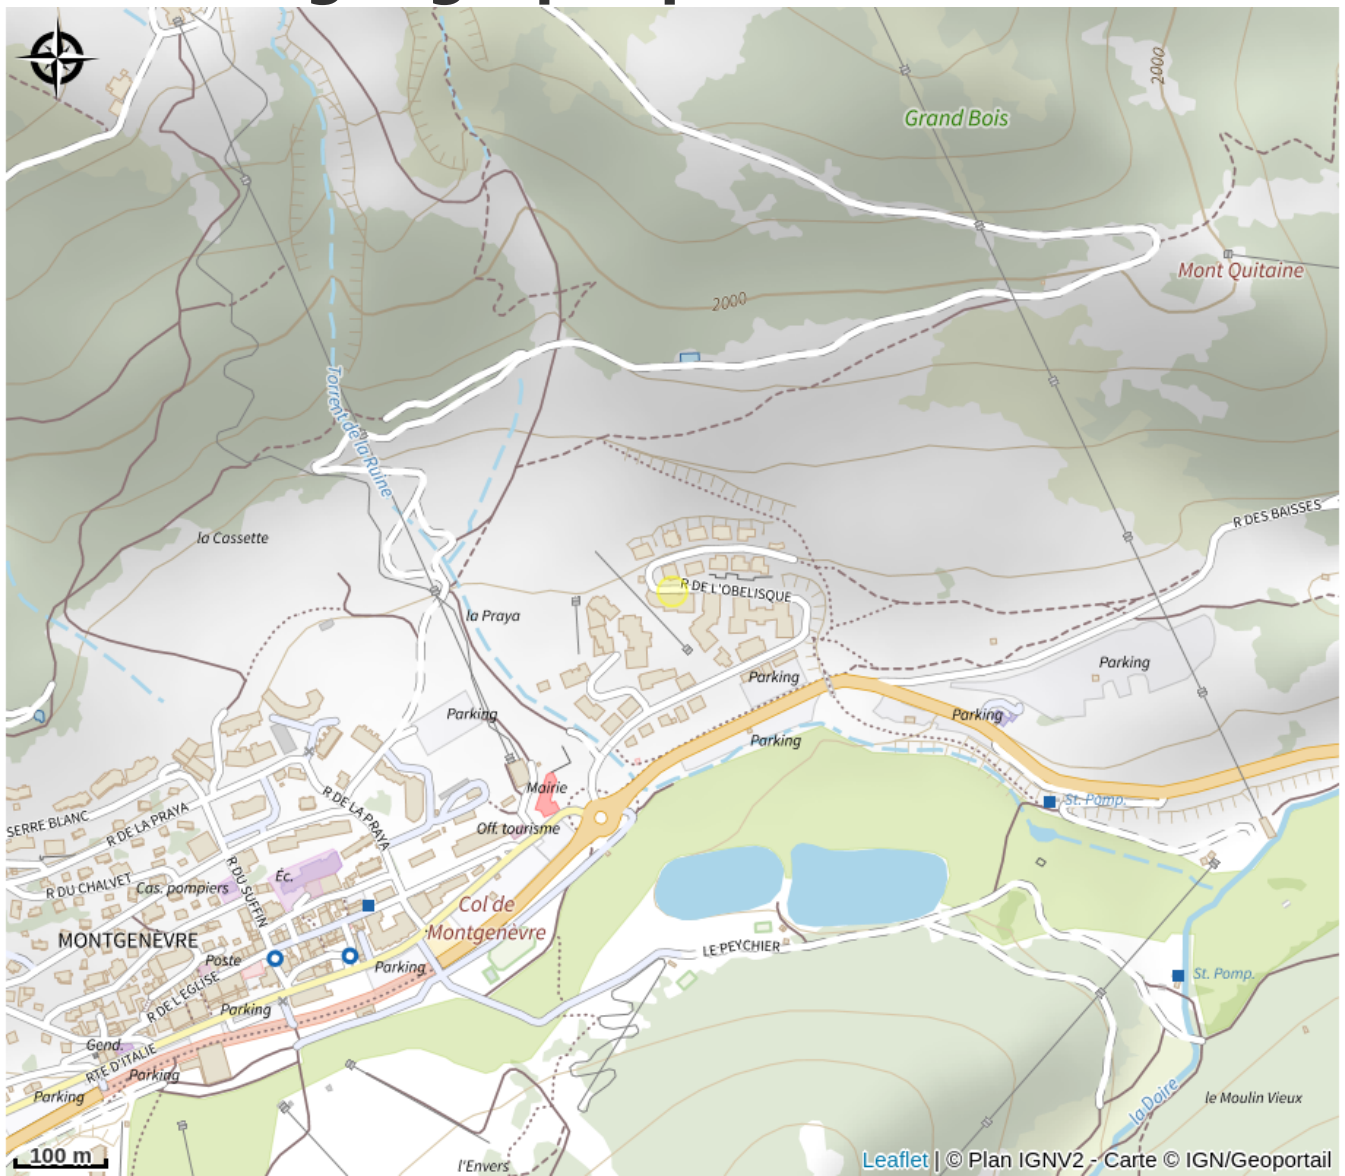 2000
Grand Bois
Mont Quitaine
2000
Torrent de la Ruine
R DES BAISSES
la Cassette
R DE L'OBELISQUE
la Praya
Parking
Parking
Parking
Parking
Parking
Mairie
St. Pomp.
SERRE BLANC
R DE LA PRAYA
R DE LA PRAYA
Off. tourisme
R DU CHALVET
Cas. pompiers
R DU SUFFIN
Éc.
Col de
Montgenèvre
MONTGENÈVRE
LE PEYCHIER
Poste
Parking
St. Pomp.
R DE L'EGLISE
Parking
Gend.
RTE D'ITALIE
Parking
Parking
la Doire
le Moulin Vieux
100 m
l'Envers
Leaflet | © Plan IGNV2 - Carte © IGN/Geoportail